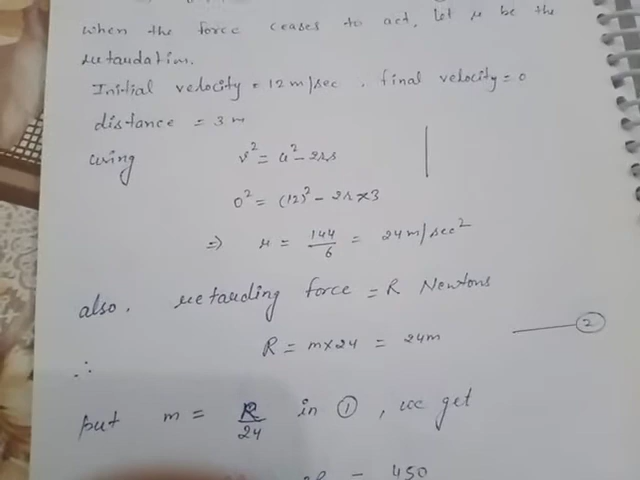 when the force ceases to act, let r be the
retardation.
Initial velocity = 12 m/sec , final velocity = 0
distance = 3 m
using v² = u² - 2rs
0² = (12)² - 2r×3
⇒ r = 144/6 = 24 m/sec²
also, retarding force = R Newtons
R = m×24 = 24m ——— ②
∴
put m = R/24 in ①, we get
= 450